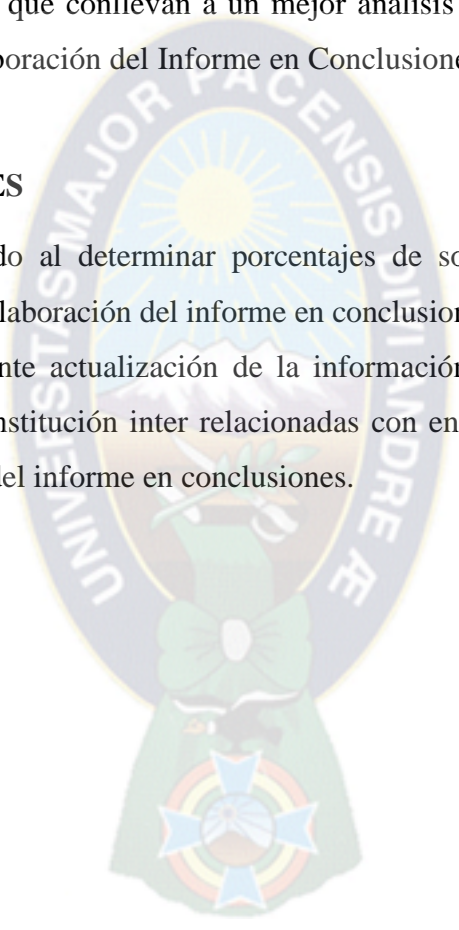 que conllevan a un mejor análisis
boración del Informe en Conclusione
ES
do al determinar porcentajes de so
laboración del informe en conclusion
nte actualización de la información
nstitución inter relacionadas con en
del informe en conclusiones.
UNIVERSITAS MAJOR PACENSIS DIVI ANDRE Æ